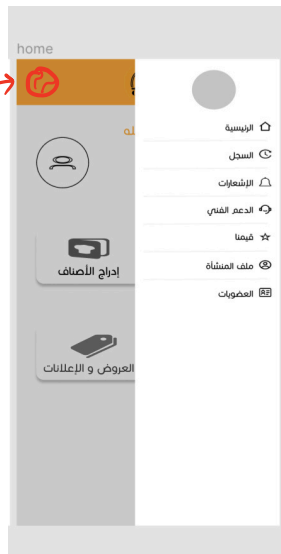 home
الرئيسية
السجل
الإشعارات
الدعم الفني
قيمنا
ملف المنشأة
العضويات
إدراج الأصناف
العروض و الإعلانات